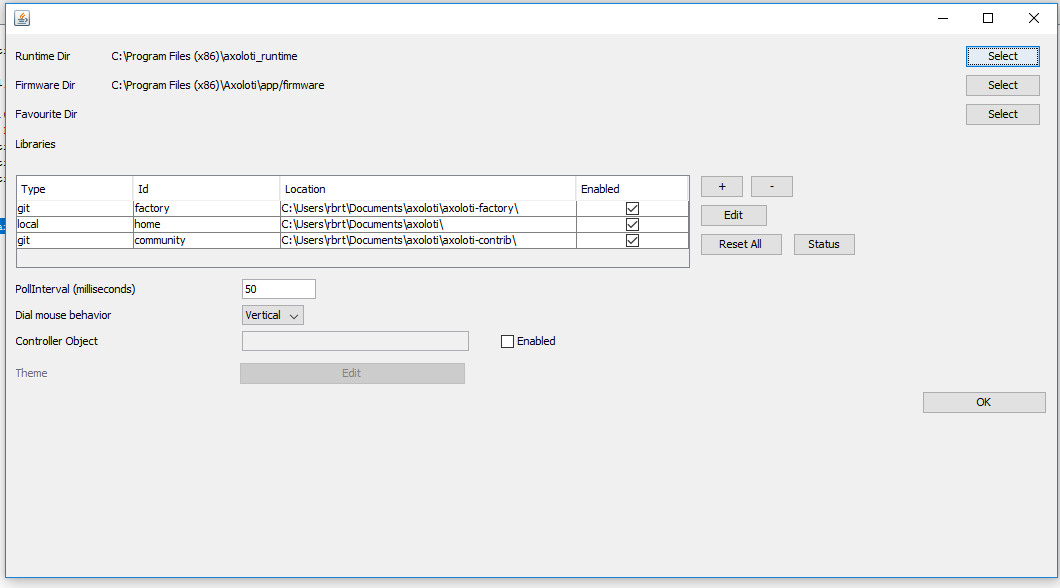 Runtime Dir C:\Program Files (x86)\axoloti_runtime Select
Firmware Dir C:\Program Files (x86)\Axoloti\app/firmware Select
Favourite Dir Select
Libraries
Type Id Location Enabled + -
git factory C:\Users\rbrt\Documents\axoloti\axoloti-factory\
local home C:\Users\rbrt\Documents\axoloti\ Edit
git community C:\Users\rbrt\Documents\axoloti\axoloti-contrib\ Reset All Status
PollInterval (milliseconds) 50
Dial mouse behavior Vertical
Controller Object Enabled
Theme Edit
OK